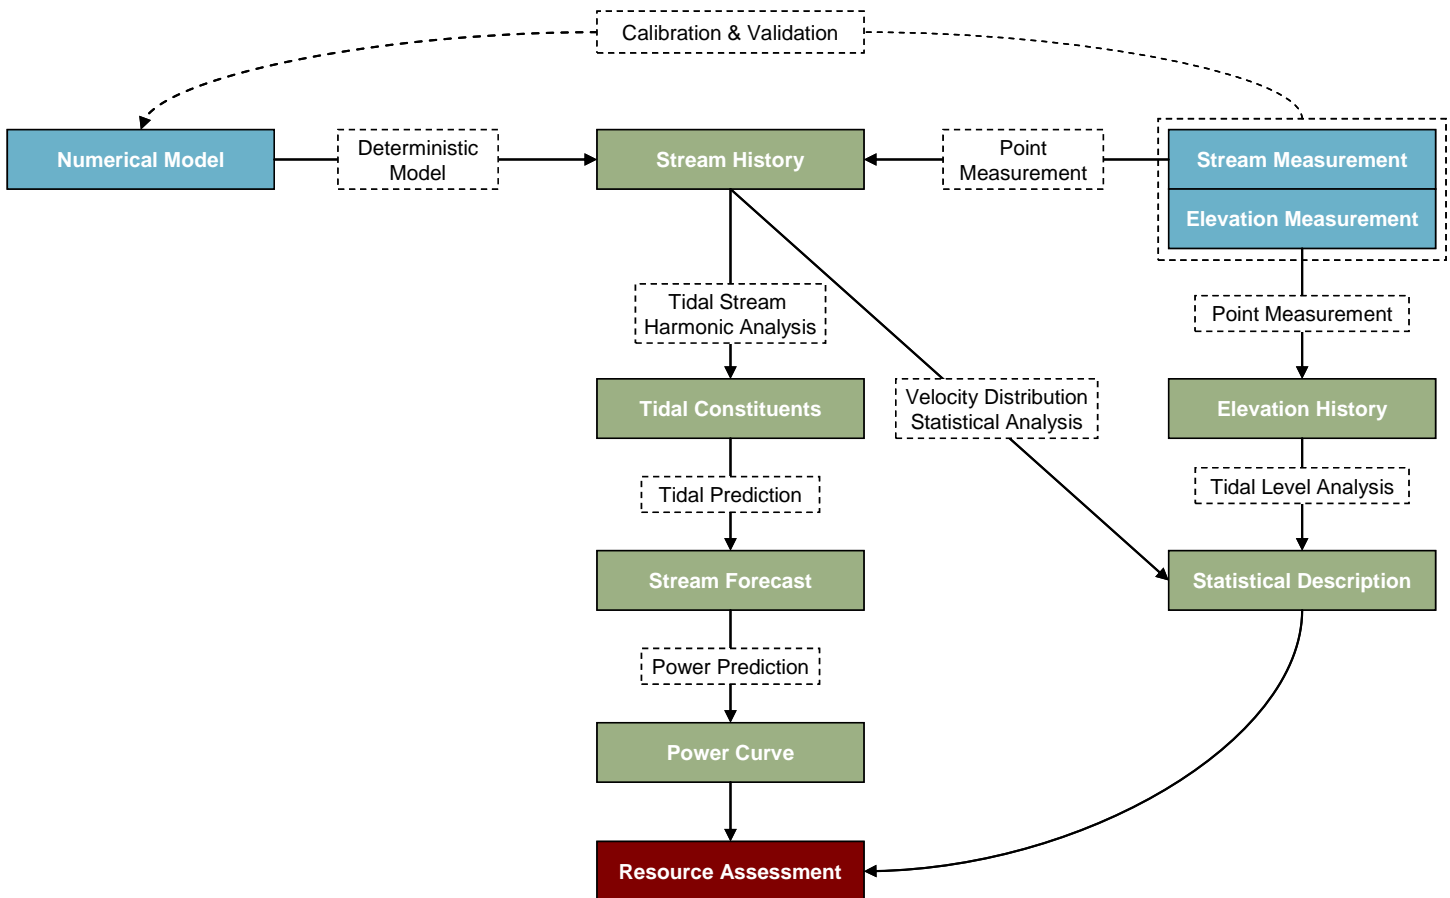 Calibration & Validation
Numerical Model
Deterministic
Model
Stream History
Point
Measurement
Stream Measurement
Elevation Measurement
Tidal Stream
Harmonic Analysis
Point Measurement
Tidal Constituents
Velocity Distribution
Statistical Analysis
Elevation History
Tidal Prediction
Tidal Level Analysis
Stream Forecast
Statistical Description
Power Prediction
Power Curve
Resource Assessment